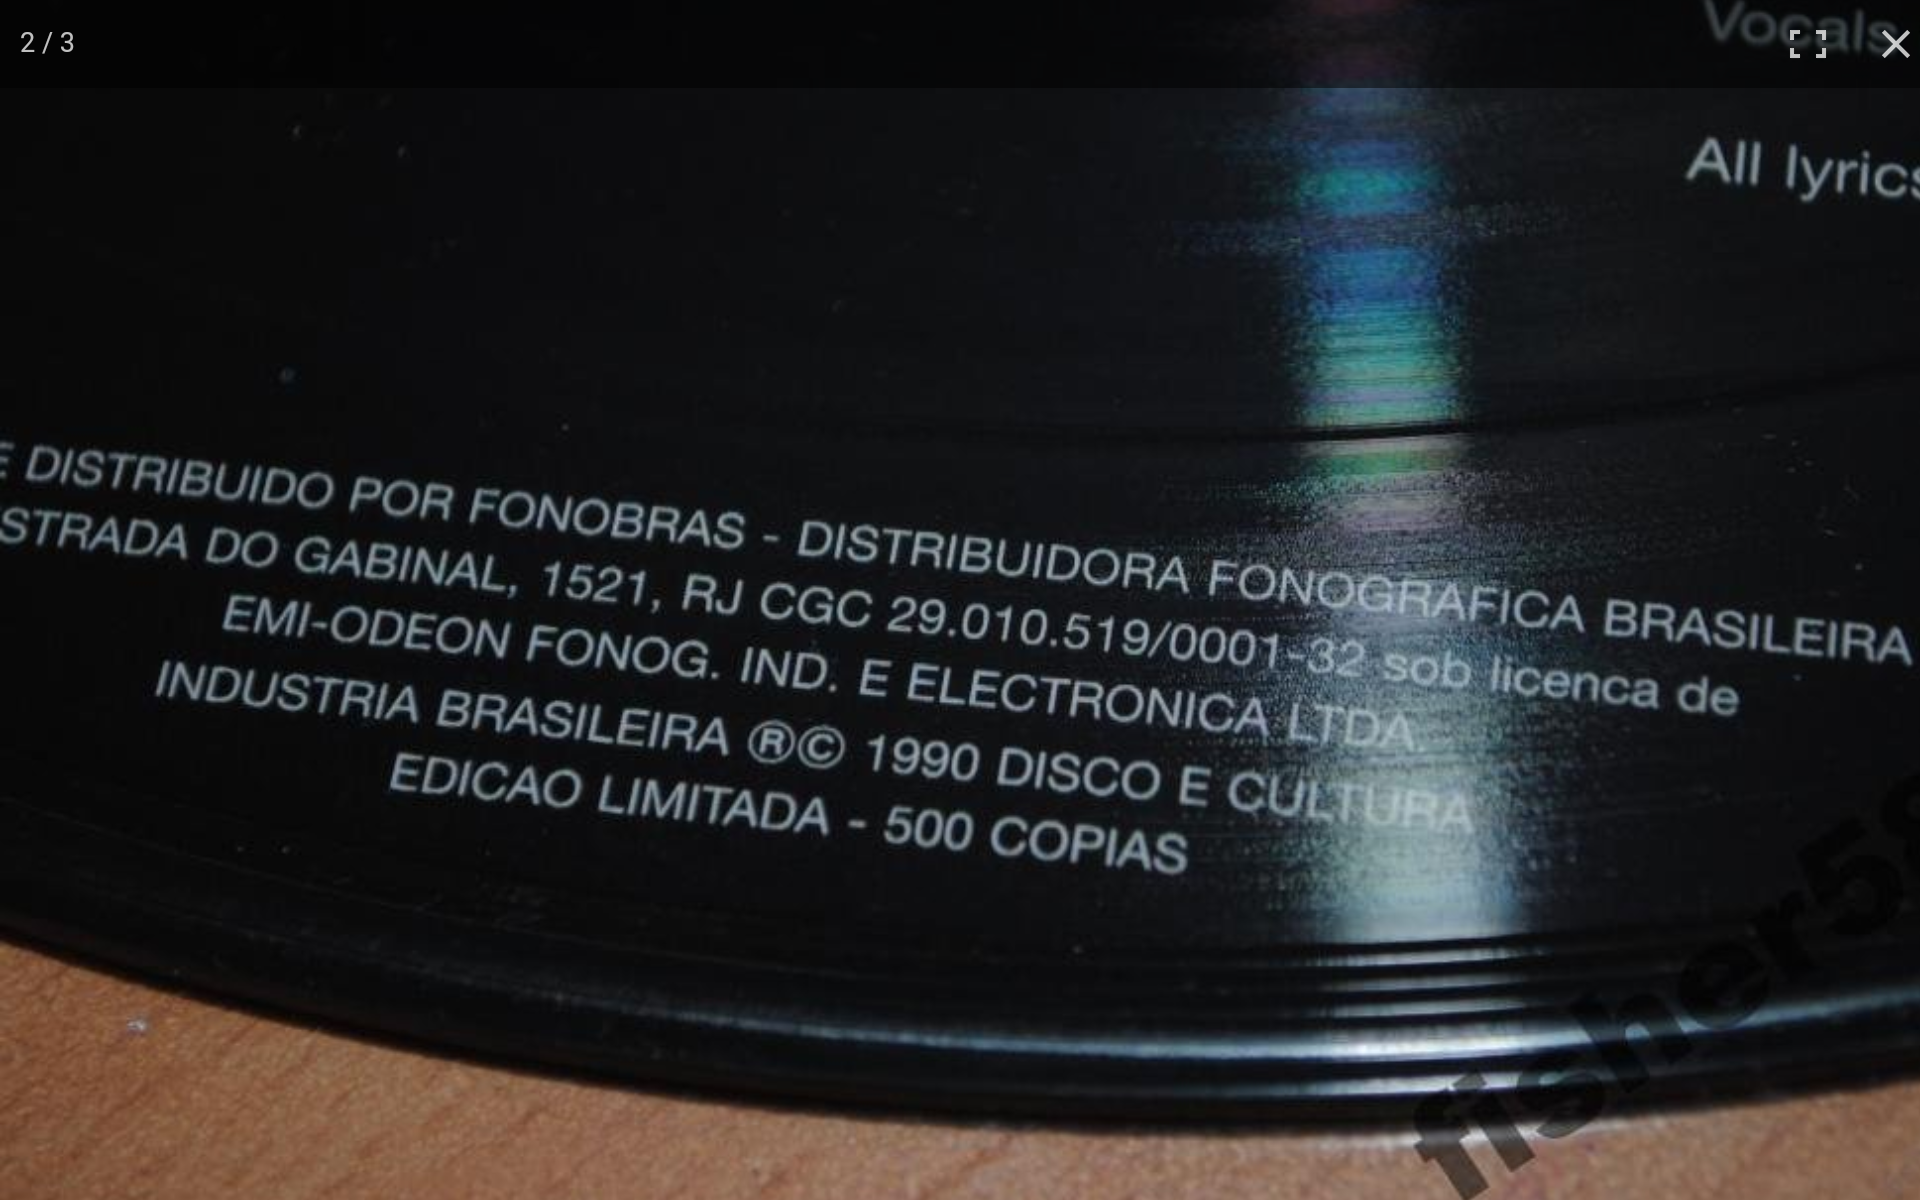 2 / 3
Vocals
All lyrics
E DISTRIBUIDO POR FONOBRAS - DISTRIBUIDORA FONOGRAFICA BRASILEIRA
STRADA DO GABINAL, 1521, RJ CGC 29.010.519/0001-32 sob licenca de
EMI-ODEON FONOG. IND. E ELECTRONICA LTDA.
INDUSTRIA BRASILEIRA ®© 1990 DISCO E CULTURA
EDICAO LIMITADA - 500 COPIAS
fisher5